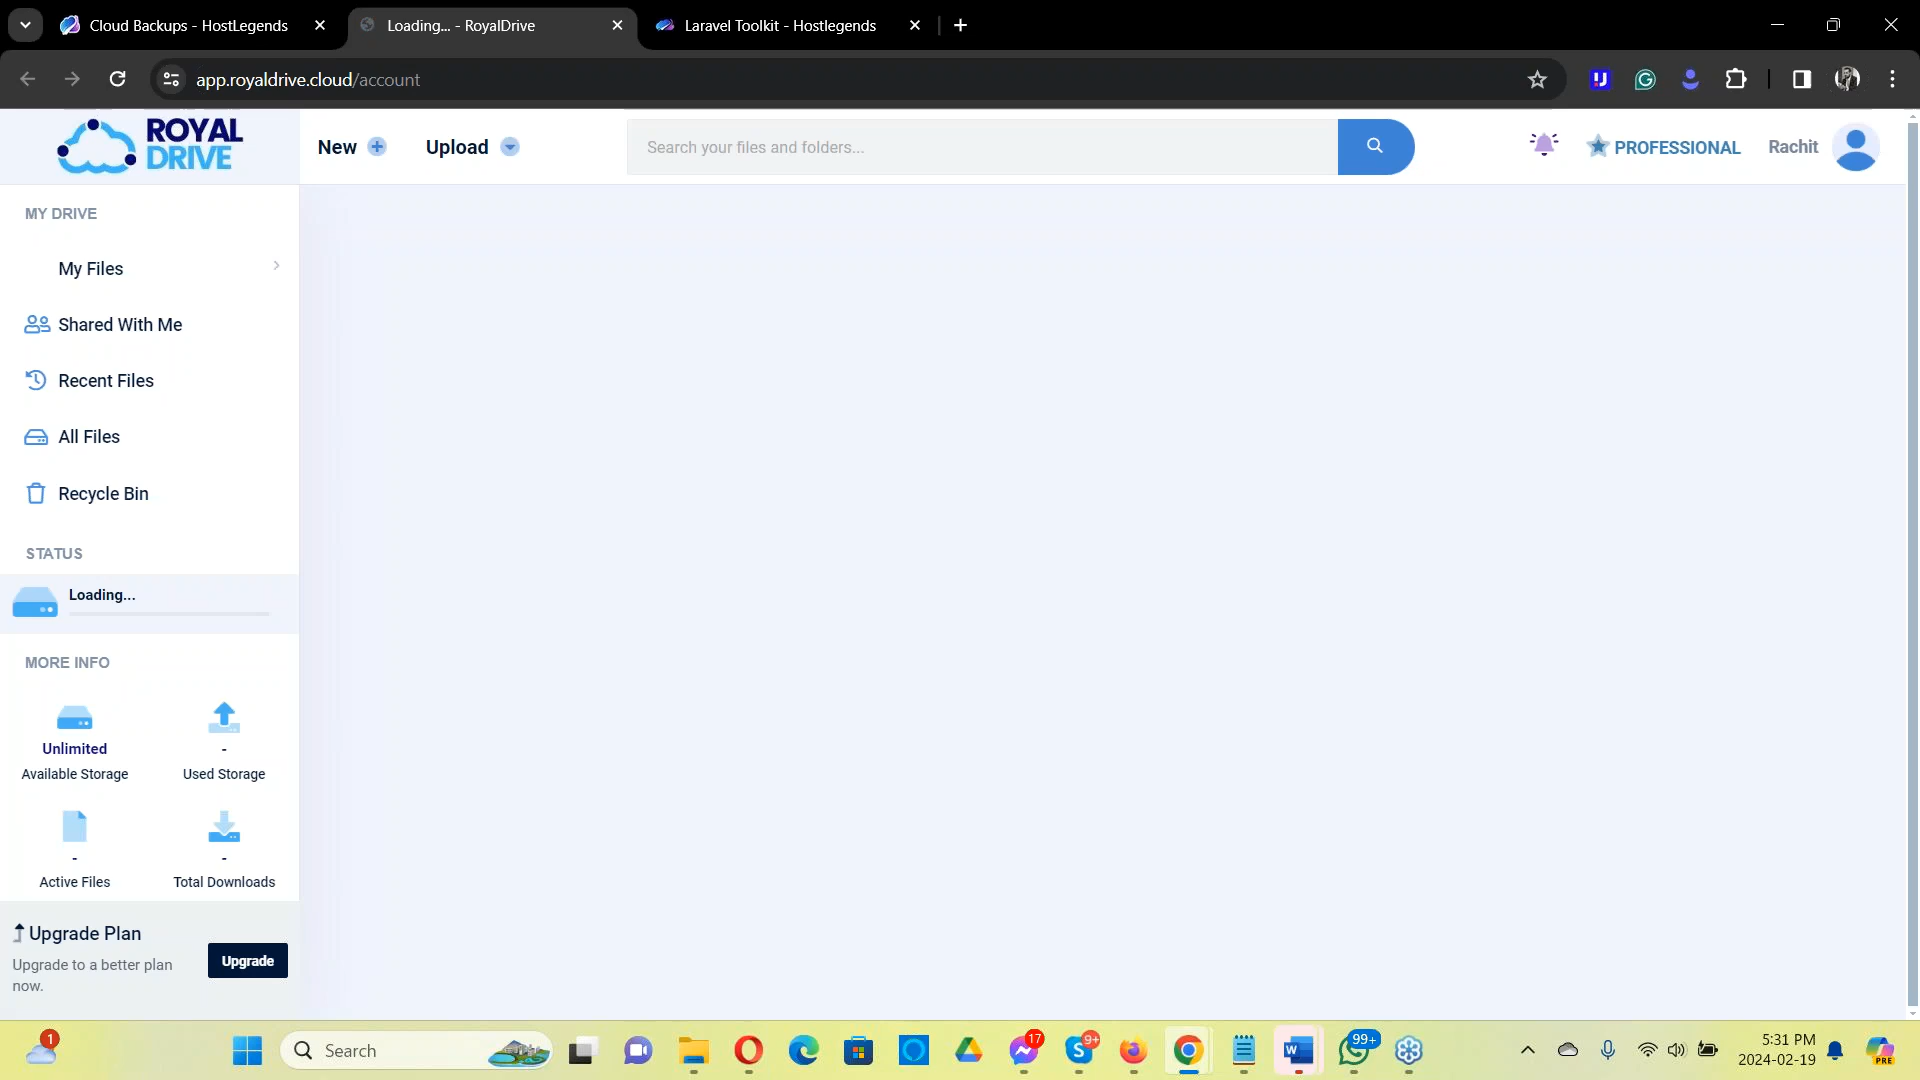 Cloud Backups - HostLegends
Loading... - RoyalDrive
Laravel Toolkit - Hostlegends
app.royaldrive.cloud/account
ROYAL
DRIVE
New
Upload
Search your files and folders...
PROFESSIONAL
Rachit
MY DRIVE
My Files
Shared With Me
Recent Files
All Files
Recycle Bin
STATUS
Loading...
MORE INFO
Unlimited
-
Available Storage
Used Storage
-
-
Active Files
Total Downloads
Upgrade Plan
Upgrade to a better plan
now.
Upgrade
1
Search
17
9+
99+
5:31 PM
2024-02-19
PRE